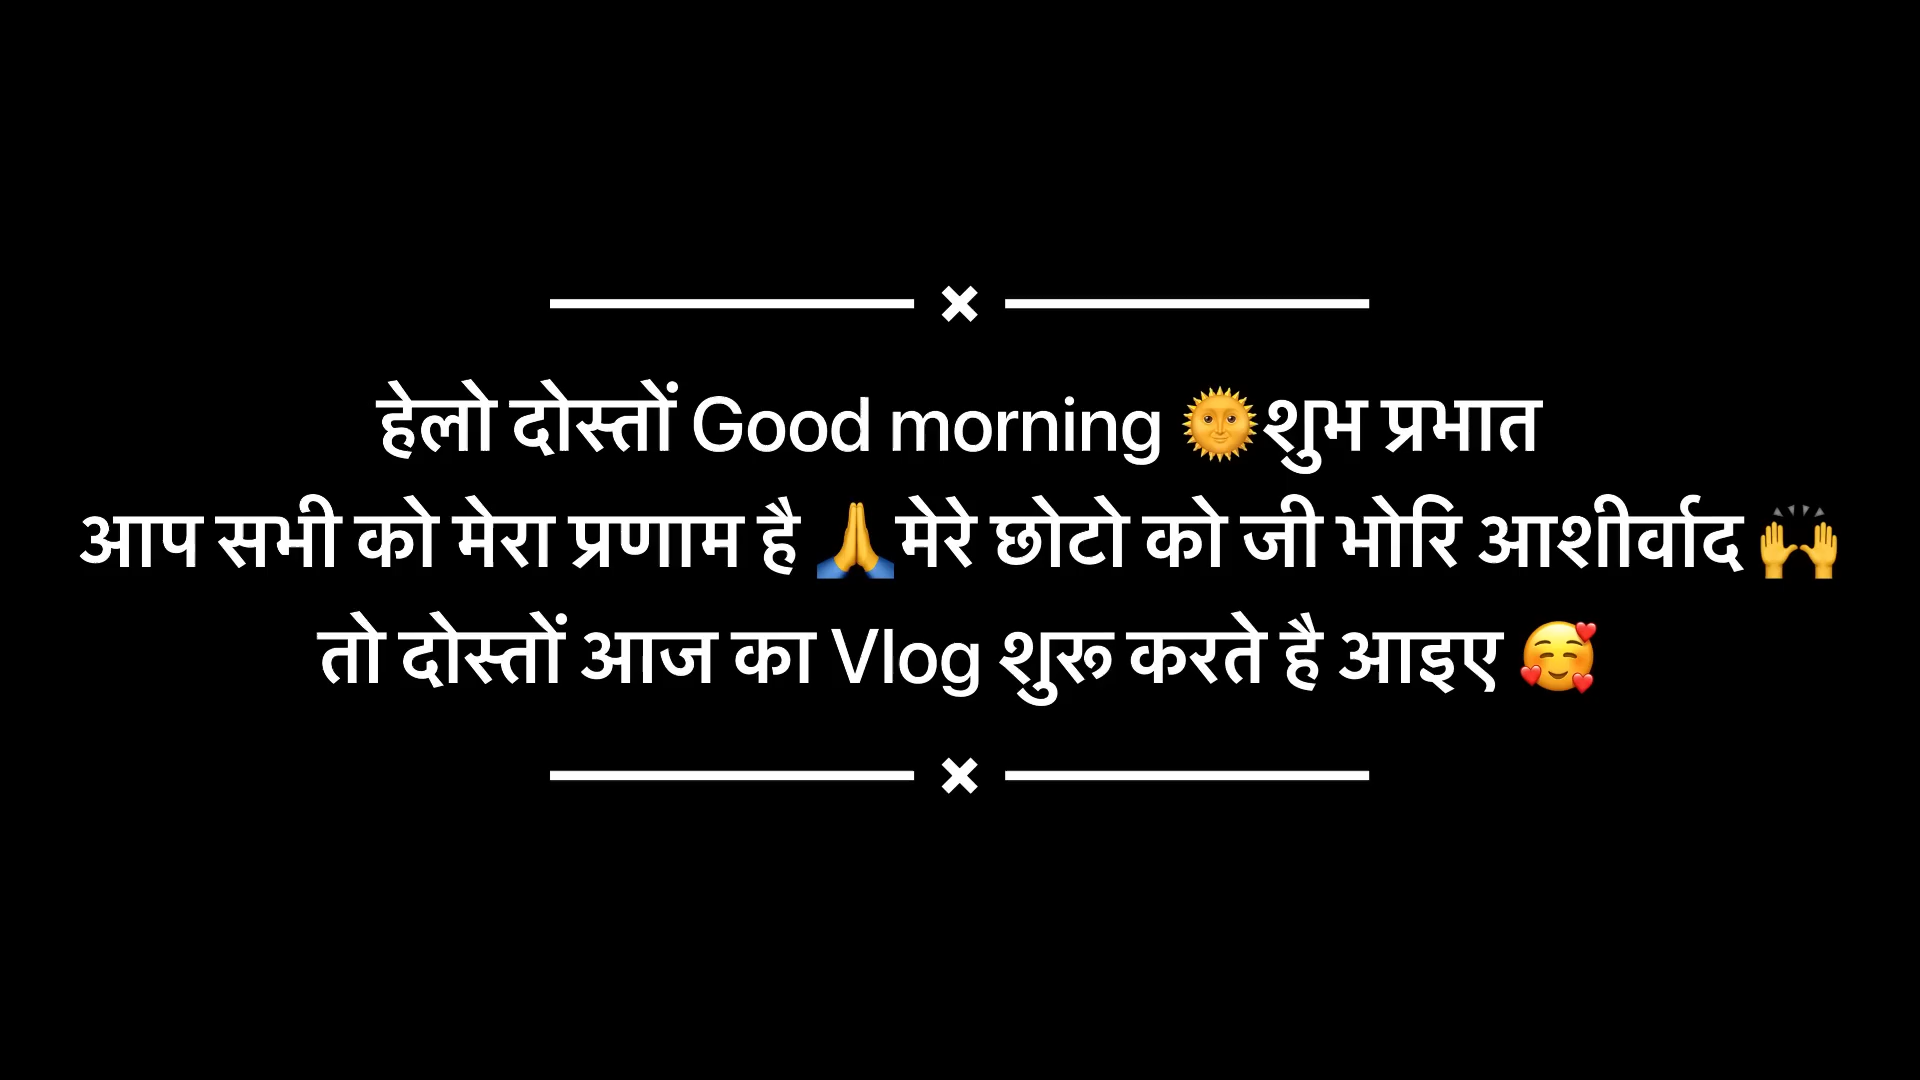 हेलो दोस्तों Good morning 🌞शुभ प्रभात
आप सभी को मेरा प्रणाम है 🙏मेरे छोटो को जी भोरि आशीर्वाद 🙌
तो दोस्तों आज का Vlog शुरू करते है आइए 🥰